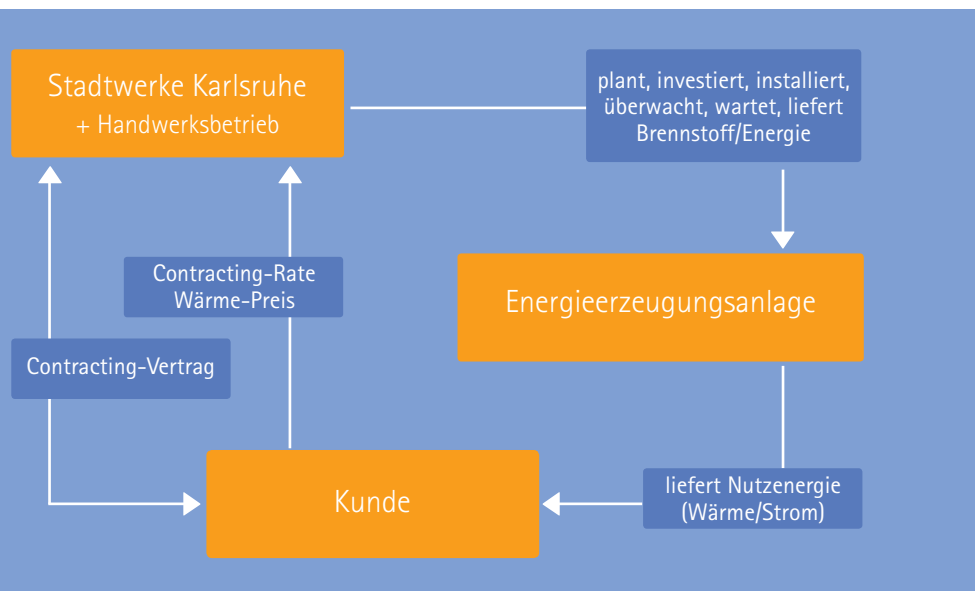 Stadtwerke Karlsruhe
+ Handwerksbetrieb
plant, investiert, installiert,
überwacht, wartet, liefert
Brennstoff/Energie
Contracting-Rate
Wärme-Preis
Energieerzeugungsanlage
Contracting-Vertrag
Kunde
liefert Nutzenergie
(Wärme/Strom)